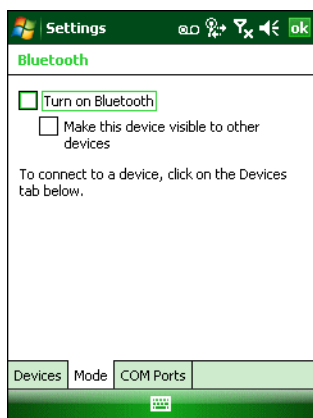 Settings
ok
Bluetooth
Turn on Bluetooth
Make this device visible to other
devices
To connect to a device, click on the Devices
tab below.
Devices Mode COM Ports